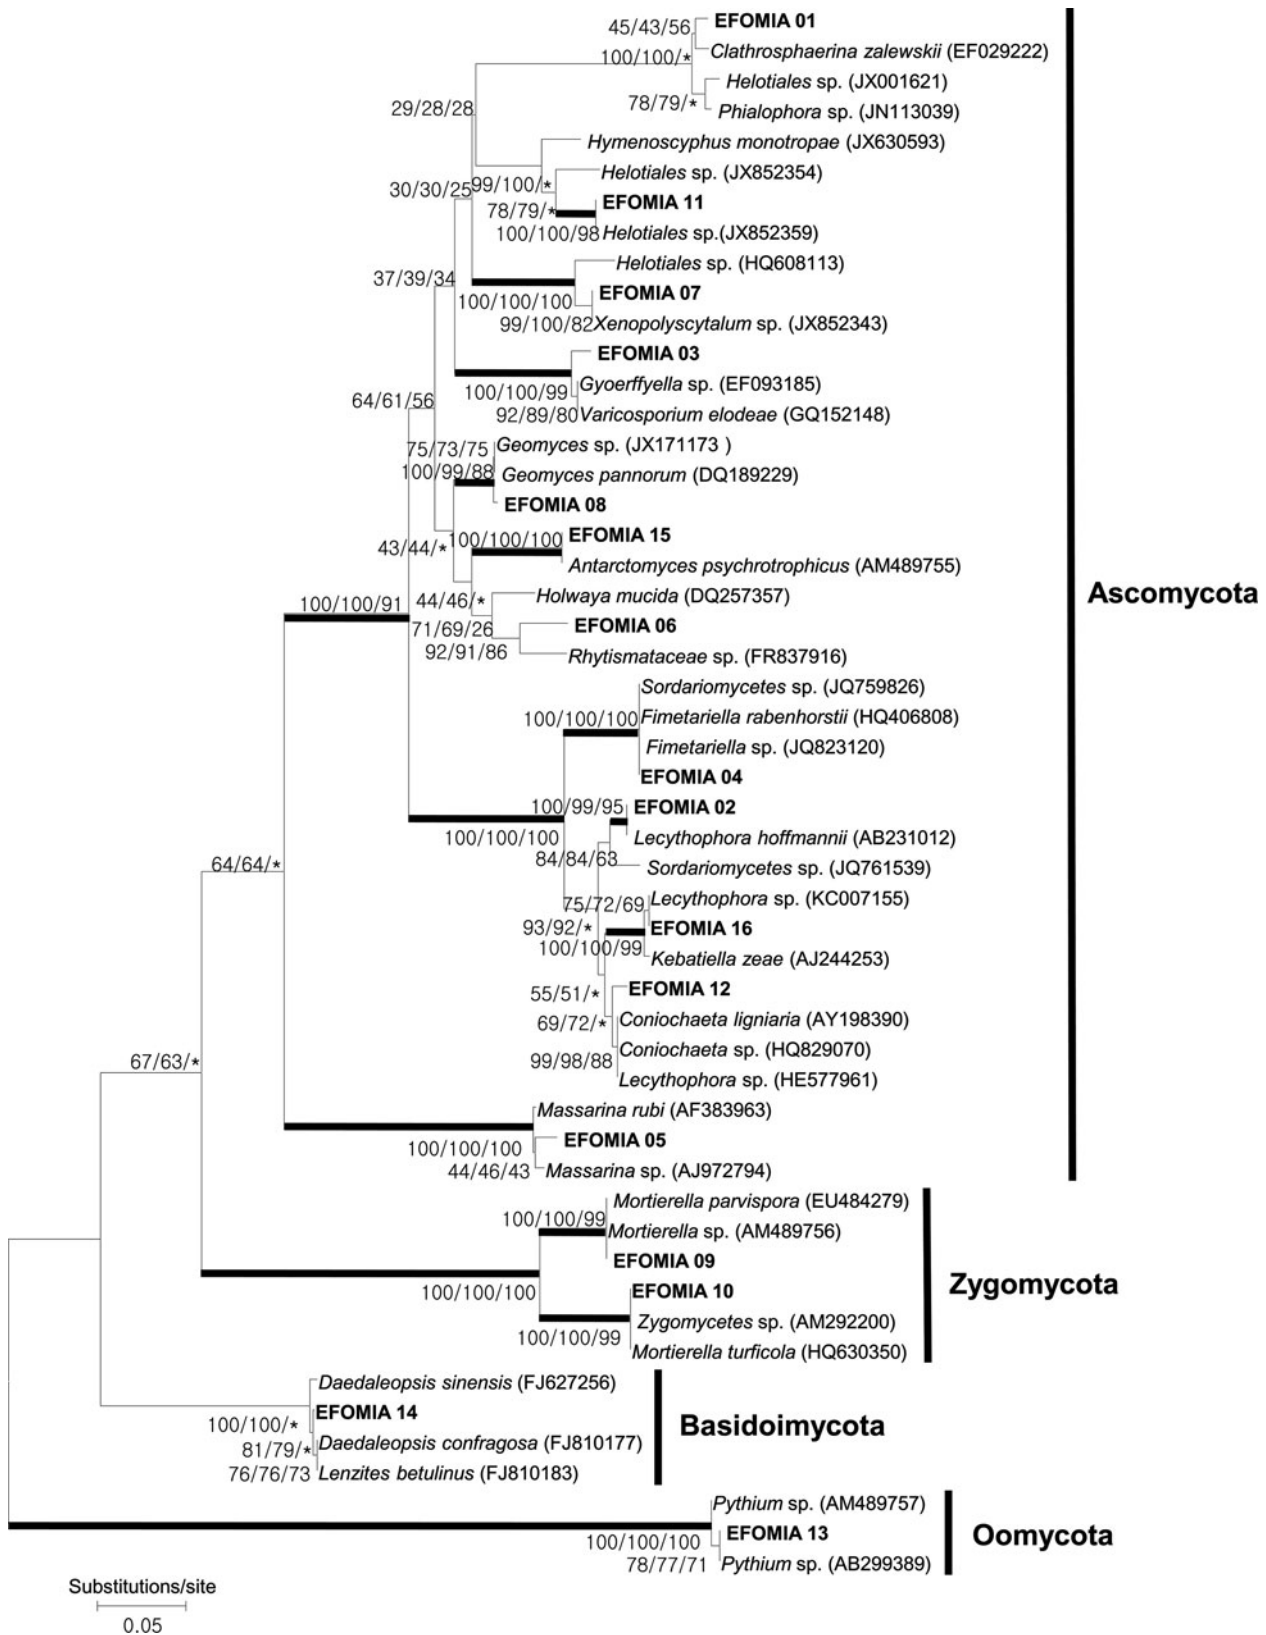 EFOMIA 01
45/43/56
Clathrosphaerina zalewskii (EF029222)
100/100/*
Helotiales sp. (JX001621)
78/79/*
29/28/28
Phialophora sp. (JN113039)
Hymenoscyphus monotropae (JX630593)
Helotiales sp. (JX852354)
99/100/*
30/30/25
EFOMIA 11
78/79/*
100/100/98
Helotiales sp.(JX852359)
Helotiales sp. (HQ608113)
37/39/34
EFOMIA 07
100/100/100
99/100/82
Xenopolyscytalum sp. (JX852343)
EFOMIA 03
Gyoerffyella sp. (EF093185)
100/100/99
64/61/56
92/89/80
Varicosporium elodeae (GQ152148)
75/73/75
Geomyces sp. (JX171173 )
100/99/88
Geomyces pannorum (DQ189229)
EFOMIA 08
EFOMIA 15
100/100/100
43/44/*
Antarctomyces psychrotrophicus (AM489755)
Ascomycota
Holwaya mucida (DQ257357)
44/46/*
100/100/91
EFOMIA 06
71/69/26
92/91/86
Rhytismataceae sp. (FR837916)
Sordariomycetes sp. (JQ759826)
100/100/100
Fimetariella rabenhorstii (HQ406808)
Fimetariella sp. (JQ823120)
EFOMIA 04
100/99/95
EFOMIA 02
100/100/100
Lecythophora hoffmannii (AB231012)
84/84/63
64/64/*
Sordariomycetes sp. (JQ761539)
75/72/69
Lecythophora sp. (KC007155)
93/92/*
EFOMIA 16
100/100/99
Kebatiella zeae (AJ244253)
55/51/*
EFOMIA 12
69/72/*
Coniochaeta ligniaria (AY198390)
67/63/*
99/98/88
Coniochaeta sp. (HQ829070)
Lecythophora sp. (HE577961)
Massarina rubi (AF383963)
100/100/100
EFOMIA 05
44/46/43
Massarina sp. (AJ972794)
Mortierella parvispora (EU484279)
100/100/99
Mortierella sp. (AM489756)
EFOMIA 09
Zygomycota
100/100/100
EFOMIA 10
Zygomycetes sp. (AM292200)
100/100/99
Mortierella turficola (HQ630350)
Daedaleopsis sinensis (FJ627256)
100/100/*
EFOMIA 14
Basidoimycota
81/79/*
Daedaleopsis confragosa (FJ810177)
76/76/73
Lenzites betulinus (FJ810183)
Pythium sp. (AM489757)
100/100/100
EFOMIA 13
Oomycota
78/77/71
Pythium sp. (AB299389)
Substitutions/site
0.05